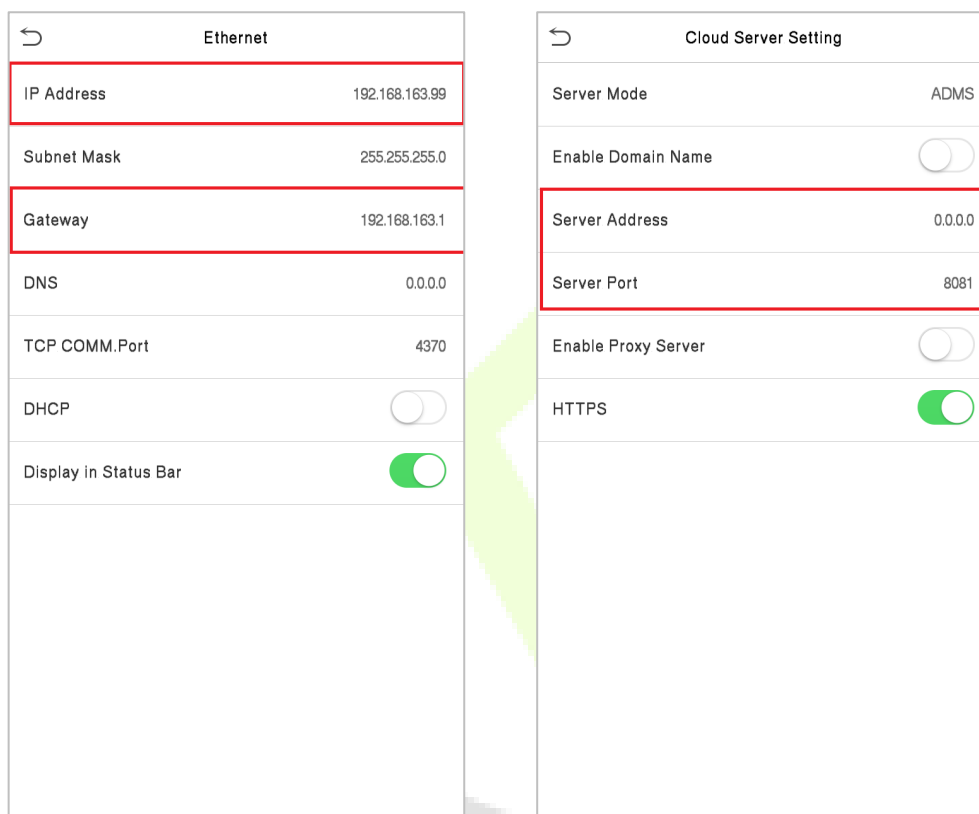 Ethernet
IP Address 192.168.163.99
Subnet Mask 255.255.255.0
Gateway 192.168.163.1
DNS 0.0.0.0
TCP COMM.Port 4370
DHCP
Display in Status Bar
Cloud Server Setting
Server Mode ADMS
Enable Domain Name
Server Address 0.0.0.0
Server Port 8081
Enable Proxy Server
HTTPS